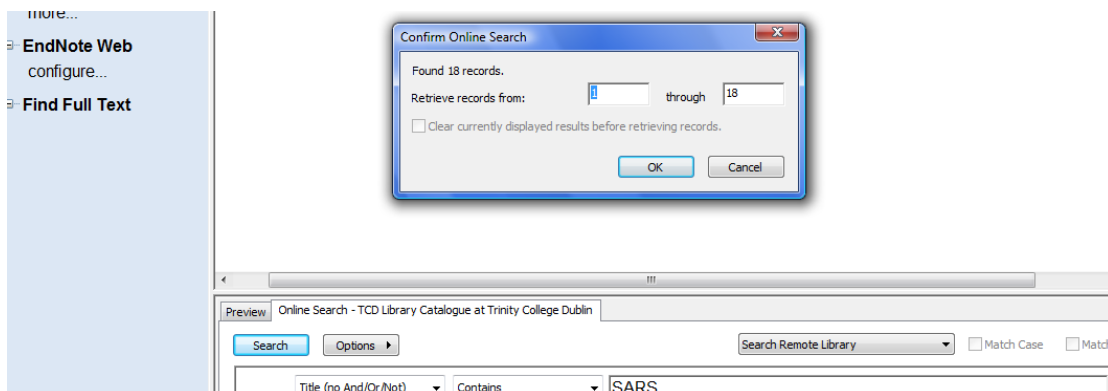 more...
EndNote Web
configure...
Find Full Text
Confirm Online Search
Found 18 records.
Retrieve records from: 1 through 18
Clear currently displayed results before retrieving records.
OK Cancel
Preview Online Search - TCD Library Catalogue at Trinity College Dublin
Search Options Search Remote Library Match Case Matc
Title (no And/Or/Not) Contains SARS